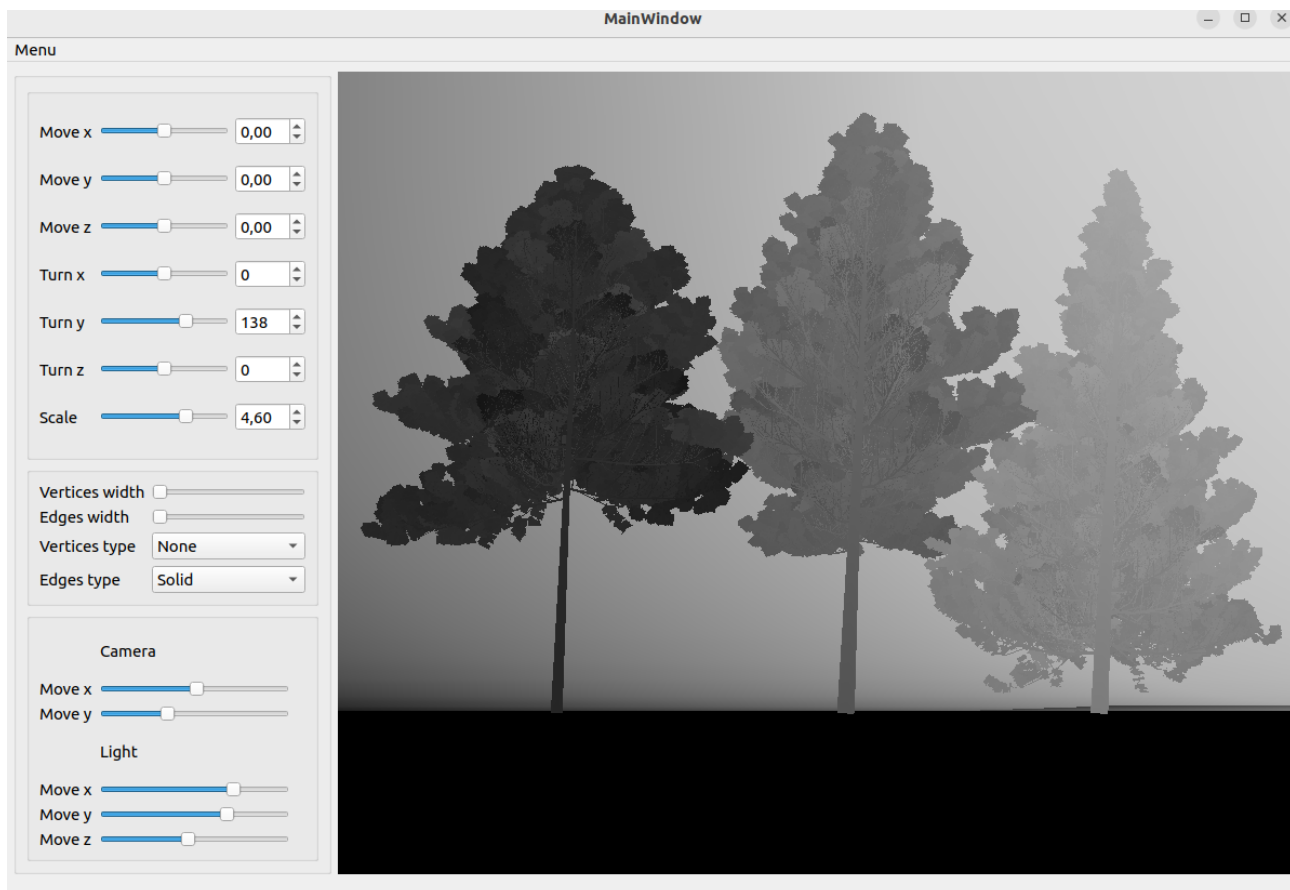 MainWindow
Menu
Move x 0,00
Move y 0,00
Move z 0,00
Turn x 0
Turn y 138
Turn z 0
Scale 4,60
Vertices width
Edges width
Vertices type None
Edges type Solid
Camera
Move x
Move y
Light
Move x
Move y
Move z